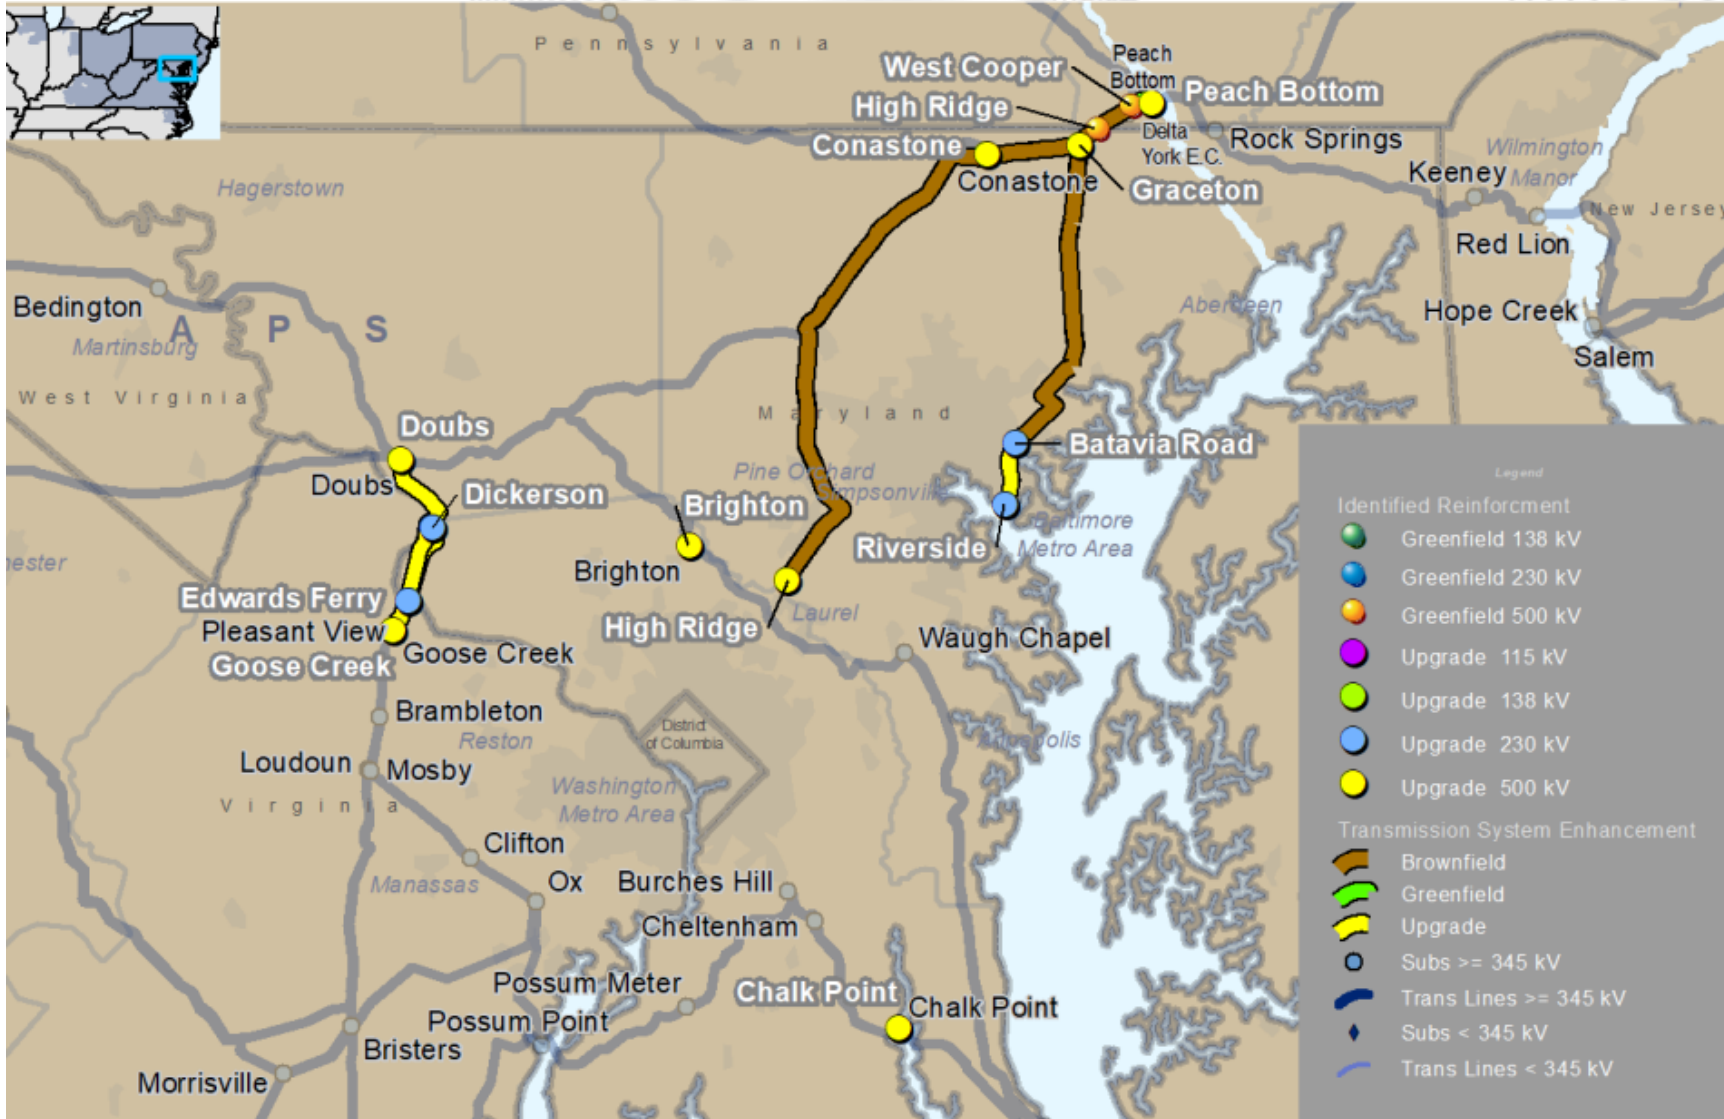 Pennsylvania
Peach
Bottom
West Cooper
Peach Bottom
High Ridge
Delta
York E.C.
Rock Springs
Conastone
Conastone
Graceton
Wilmington
Manor
Keeney
New Jersey
Hagerstown
Red Lion
Bedington
Aberdeen
Hope Creek
A P S
Martinsburg
Salem
West Virginia
Maryland
Doubs
Doubs
Dickerson
Pine Orchard
Simpsonville
Batavia Road
Brighton
Baltimore
Metro Area
Riverside
Brighton
Edwards Ferry
Pleasant View
Goose Creek
Goose Creek
High Ridge
Laurel
Waugh Chapel
Brambleton
Reston
District
of Columbia
Loudoun
Mosby
Virginia
Washington
Metro Area
Clifton
Manassas
Ox
Burches Hill
Cheltenham
Possum Meter
Chalk Point
Chalk Point
Possum Point
Bristers
Morrisville
Legend
Identified Reinforcment
Greenfield 138 kV
Greenfield 230 kV
Greenfield 500 kV
Upgrade 115 kV
Upgrade 138 kV
Upgrade 230 kV
Upgrade 500 kV
Transmission System Enhancement
Brownfield
Greenfield
Upgrade
Subs >= 345 kV
Trans Lines >= 345 kV
Subs < 345 kV
Trans Lines < 345 kV